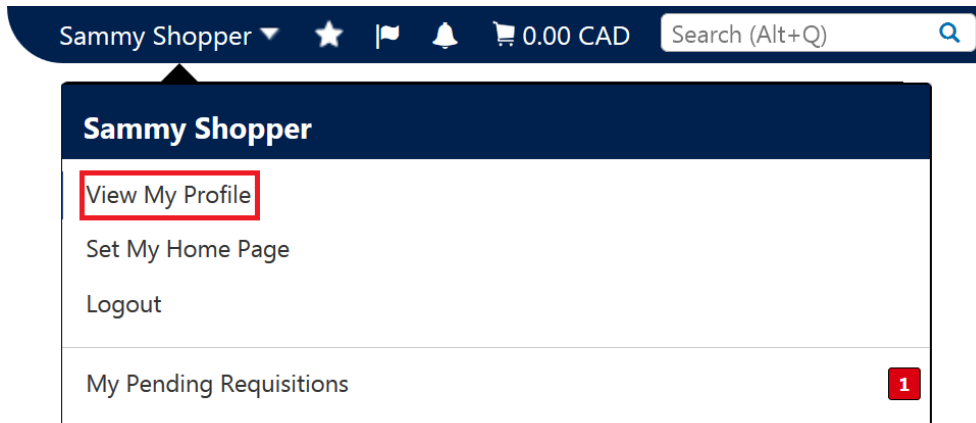 Sammy Shopper 0.00 CAD Search (Alt+Q)
Sammy Shopper
View My Profile
Set My Home Page
Logout
My Pending Requisitions 1